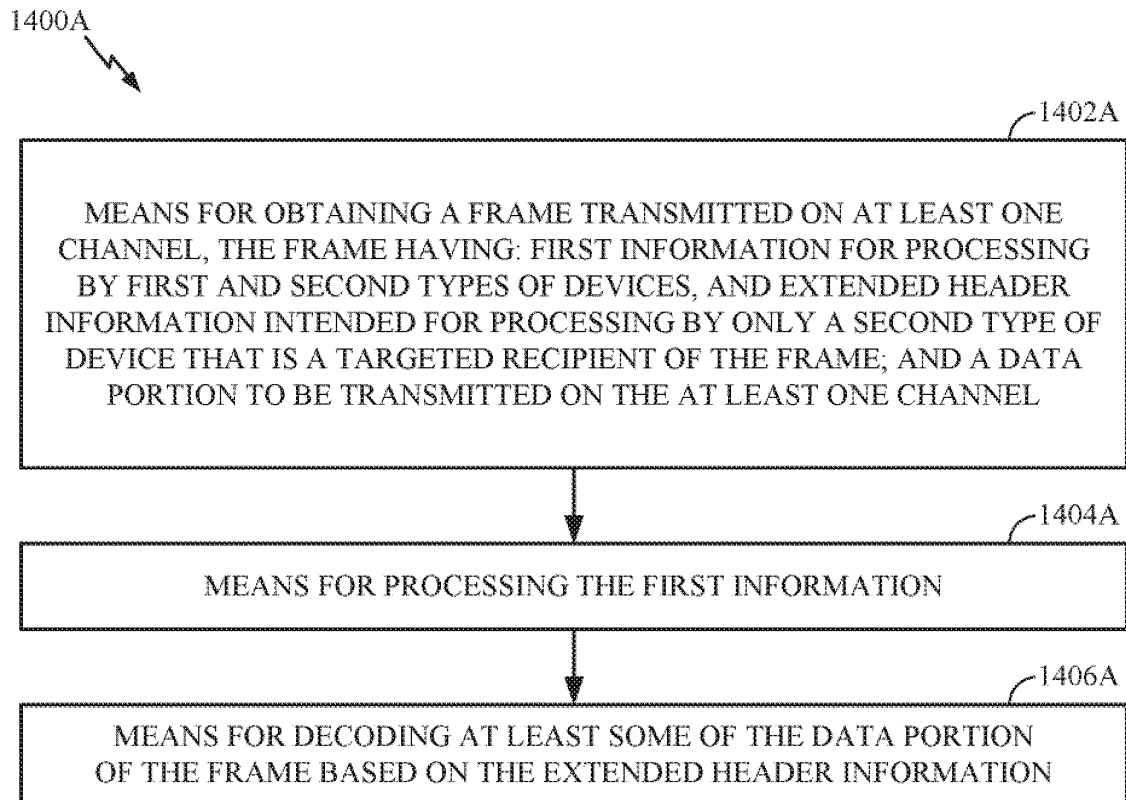 1400A
1402A
MEANS FOR OBTAINING A FRAME TRANSMITTED ON AT LEAST ONE
CHANNEL, THE FRAME HAVING: FIRST INFORMATION FOR PROCESSING
BY FIRST AND SECOND TYPES OF DEVICES, AND EXTENDED HEADER
INFORMATION INTENDED FOR PROCESSING BY ONLY A SECOND TYPE OF
DEVICE THAT IS A TARGETED RECIPIENT OF THE FRAME; AND A DATA
PORTION TO BE TRANSMITTED ON THE AT LEAST ONE CHANNEL
1404A
MEANS FOR PROCESSING THE FIRST INFORMATION
1406A
MEANS FOR DECODING AT LEAST SOME OF THE DATA PORTION
OF THE FRAME BASED ON THE EXTENDED HEADER INFORMATION